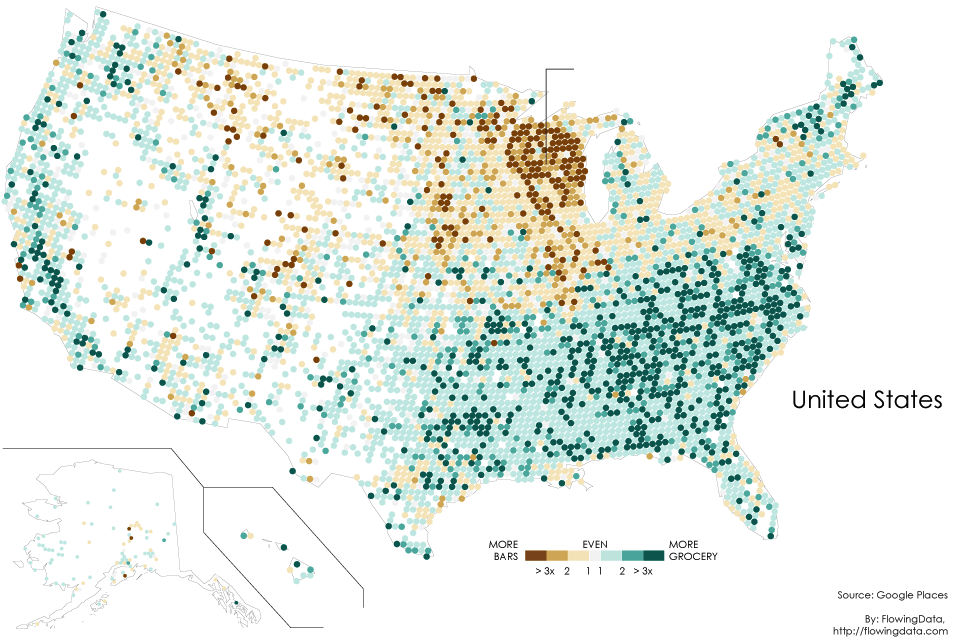 United States
MORE BARS
EVEN
MORE GROCERY
> 3x 2 1 1 2 > 3x
Source: Google Places
By: FlowingData,
http://flowingdata.com